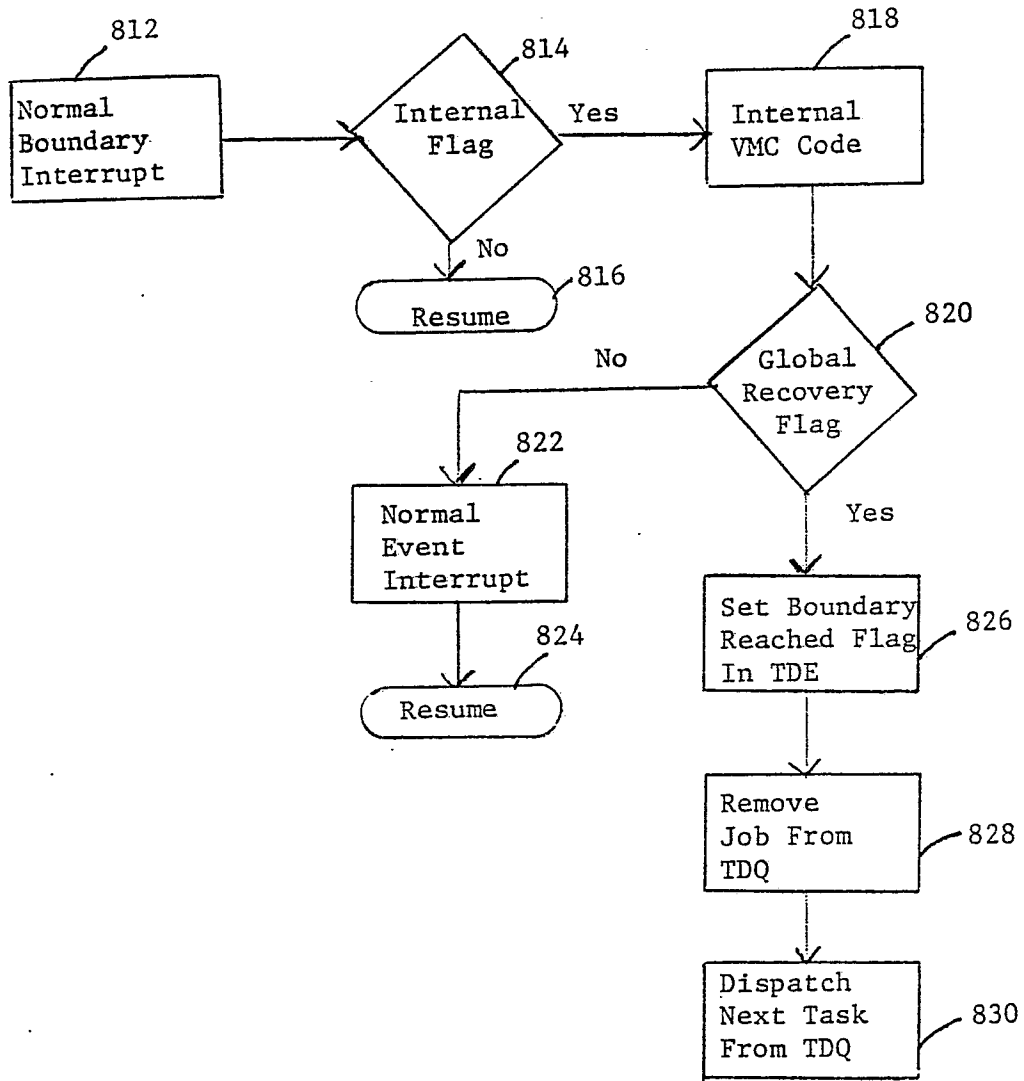 812
Normal
Boundary
Interrupt
814
Internal
Flag
Yes
818
Internal
VMC Code
No
816
Resume
820
Global
Recovery
Flag
No
822
Normal
Event
Interrupt
Yes
824
Resume
Set Boundary
Reached Flag
In TDE
826
Remove
Job From
TDQ
828
Dispatch
Next Task
From TDQ
830